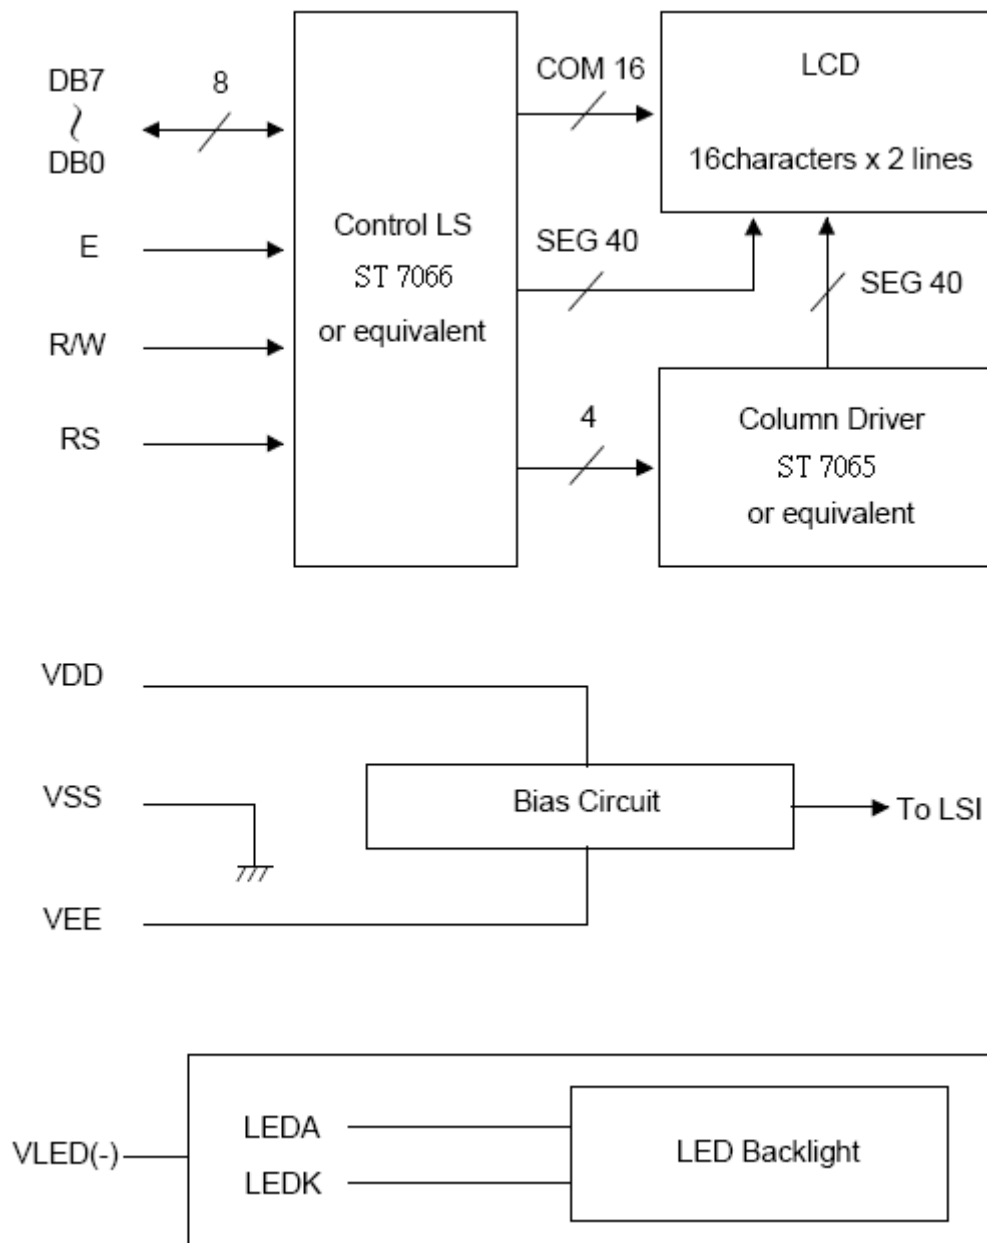 DB7
~
DB0
8
E
R/W
RS
Control LS
ST 7066
or equivalent
COM 16
SEG 40
4
LCD
16characters x 2 lines
SEG 40
Column Driver
ST 7065
or equivalent
VDD
VSS
VEE
Bias Circuit
To LSI
VLED(-)
LEDA
LEDK
LED Backlight